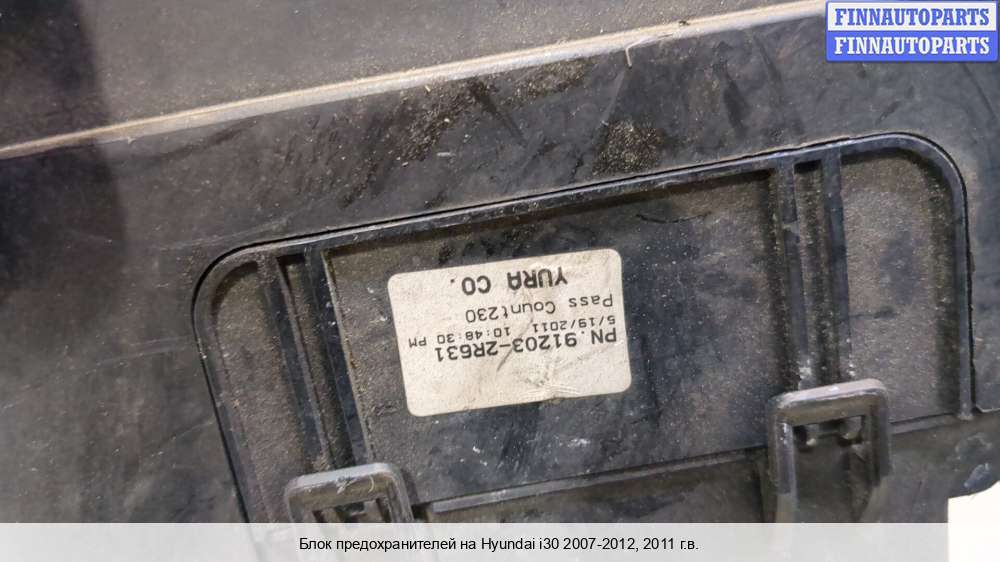 FINNAUTOPARTS
FINNAUTOPARTS
PN.91203-2R631
5/19/2011 10:48:30 PM
Pass Count230
YURA CO.
Блок предохранителей на Hyundai i30 2007-2012, 2011 г.в.